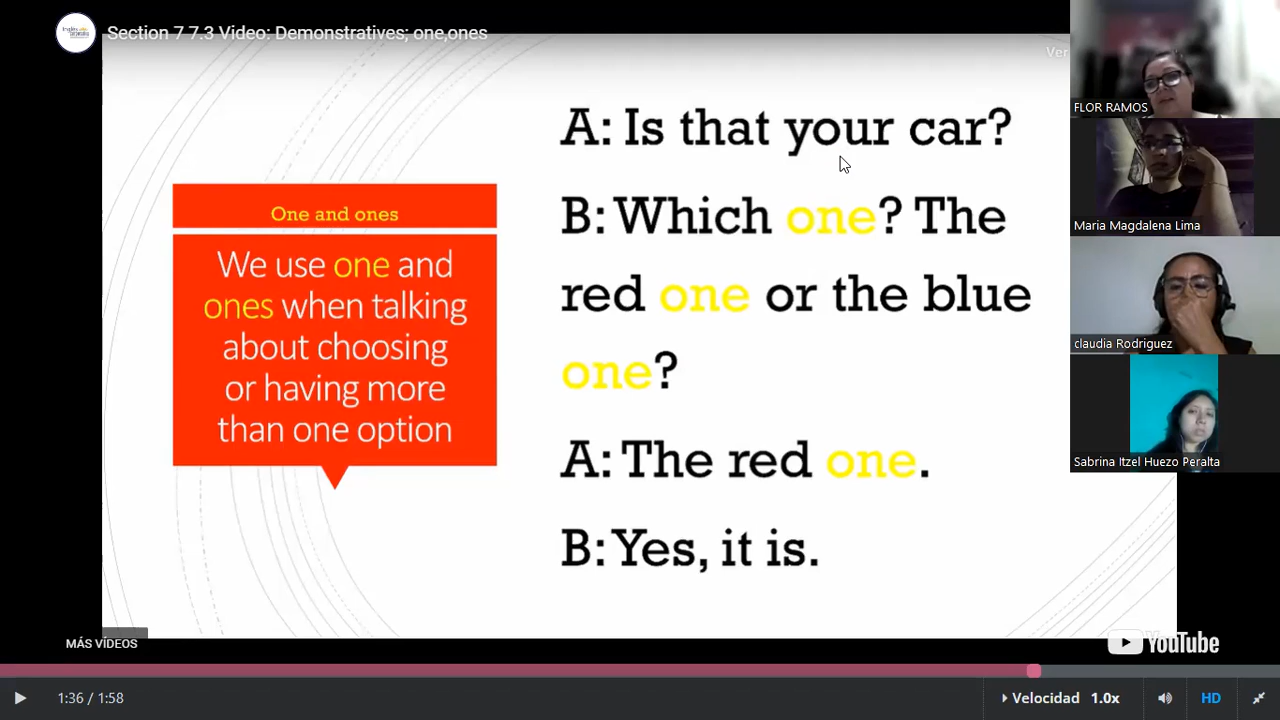 Section 7 7.3 Video: Demonstratives; one,ones
Ver
FLOR RAMOS
A: Is that your car?
B: Which one? The
red one or the blue
one?
A: The red one.
B: Yes, it is.
One and ones
We use one and
ones when talking
about choosing
or having more
than one option
Maria Magdalena Lima
claudia Rodriguez
Sabrina Itzel Huezo Peralta
MÁS VÍDEOS
YouTube
1:36 / 1:58
Velocidad 1.0x
HD